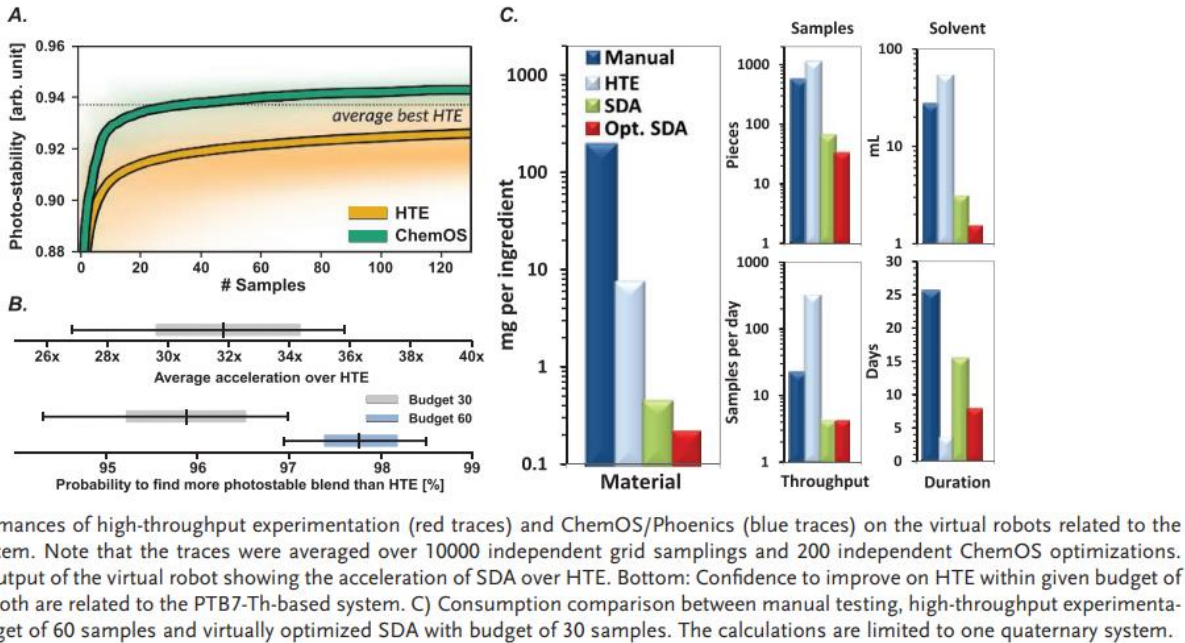 A.
0.96
0.94
0.92
0.90
0.88
Photo-stability [arb. unit]
average best HTE
HTE
ChemOS
0 20 40 60 80 100 120
# Samples
B.
26x 28x 30x 32x 34x 36x 38x 40x
Average acceleration over HTE
Budget 30
Budget 60
95 96 97 98 99
Probability to find more photostable blend than HTE [%]
C.
1000
100
10
1
0.1
mg per ingredient
Manual
HTE
SDA
Opt. SDA
Material
Samples
1000
100
10
1
Pieces
Solvent
100
10
1
mL
1000
100
10
1
Samples per day
Throughput
30
25
20
15
10
5
0
Days
Duration
mances of high-throughput experimentation (red traces) and ChemOS/Phoenics (blue traces) on the virtual robots related to the
tem. Note that the traces were averaged over 10000 independent grid samplings and 200 independent ChemOS optimizations.
utput of the virtual robot showing the acceleration of SDA over HTE. Bottom: Confidence to improve on HTE within given budget of
oth are related to the PTB7-Th-based system. C) Consumption comparison between manual testing, high-throughput experimenta-
get of 60 samples and virtually optimized SDA with budget of 30 samples. The calculations are limited to one quaternary system.